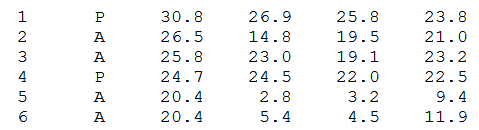 1 P 30.8 26.9 25.8 23.8
2 A 26.5 14.8 19.5 21.0
3 A 25.8 23.0 19.1 23.2
4 P 24.7 24.5 22.0 22.5
5 A 20.4 2.8 3.2 9.4
6 A 20.4 5.4 4.5 11.9